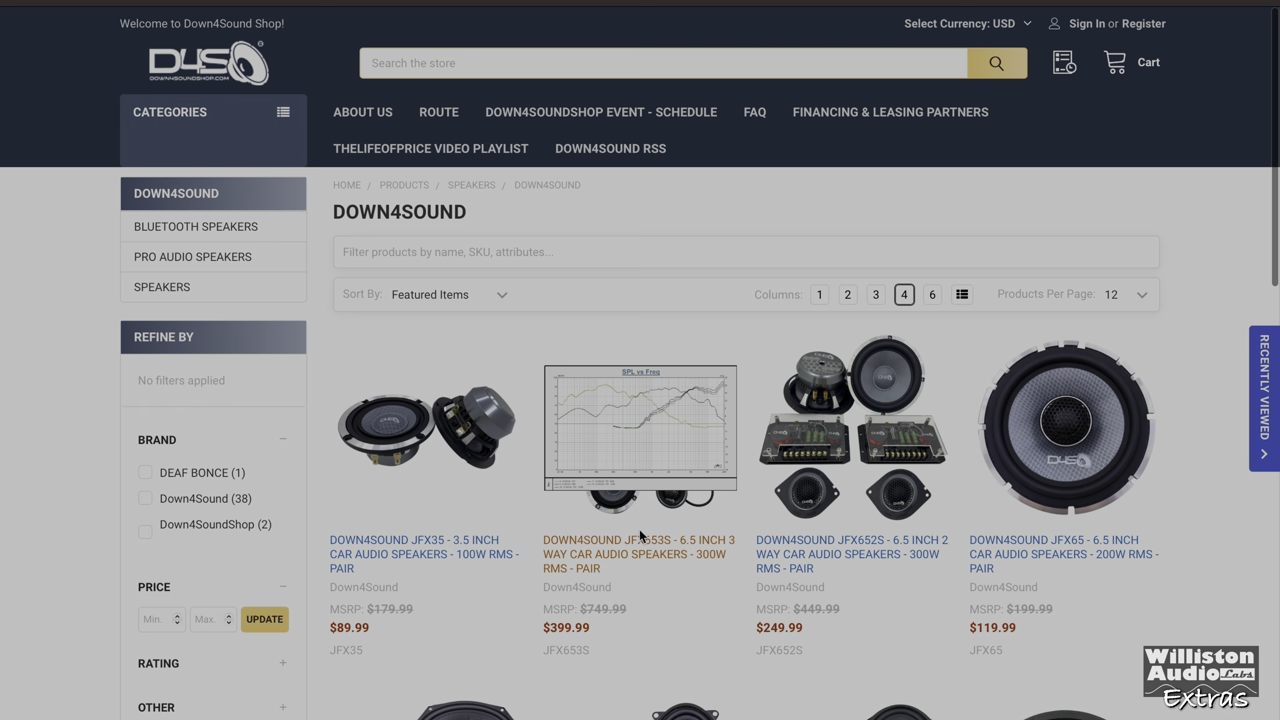 Welcome to Down4Sound Shop!
Select Currency: USD
Sign In or Register
D4S
DOWN4SOUNDSHOP.COM
Search the store
Cart
CATEGORIES
ABOUT US
ROUTE
DOWN4SOUNDSHOP EVENT - SCHEDULE
FAQ
FINANCING & LEASING PARTNERS
THELIFEOFPRICE VIDEO PLAYLIST
DOWN4SOUND RSS
DOWN4SOUND
BLUETOOTH SPEAKERS
PRO AUDIO SPEAKERS
SPEAKERS
REFINE BY
No filters applied
BRAND
DEAF BONCE (1)
Down4Sound (38)
Down4SoundShop (2)
PRICE
Min.
Max.
UPDATE
RATING
OTHER
HOME / PRODUCTS / SPEAKERS / DOWN4SOUND
DOWN4SOUND
Filter products by name, SKU, attributes...
Sort By: Featured Items
Columns: 1 2 3 4 6
Products Per Page: 12
SPL vs Freq
D4S
DOWN4SOUND JFX35 - 3.5 INCH
CAR AUDIO SPEAKERS - 100W RMS -
PAIR
Down4Sound
MSRP: $179.99
$89.99
JFX35
DOWN4SOUND JFX653S - 6.5 INCH 3
WAY CAR AUDIO SPEAKERS - 300W
RMS - PAIR
Down4Sound
MSRP: $749.99
$399.99
JFX653S
DOWN4SOUND JFX652S - 6.5 INCH 2
WAY CAR AUDIO SPEAKERS - 300W
RMS - PAIR
Down4Sound
MSRP: $449.99
$249.99
JFX652S
DOWN4SOUND JFX65 - 6.5 INCH
CAR AUDIO SPEAKERS - 200W RMS -
PAIR
Down4Sound
MSRP: $199.99
$119.99
JFX65
RECENTLY VIEWED
Williston
Audio Labs
Extras